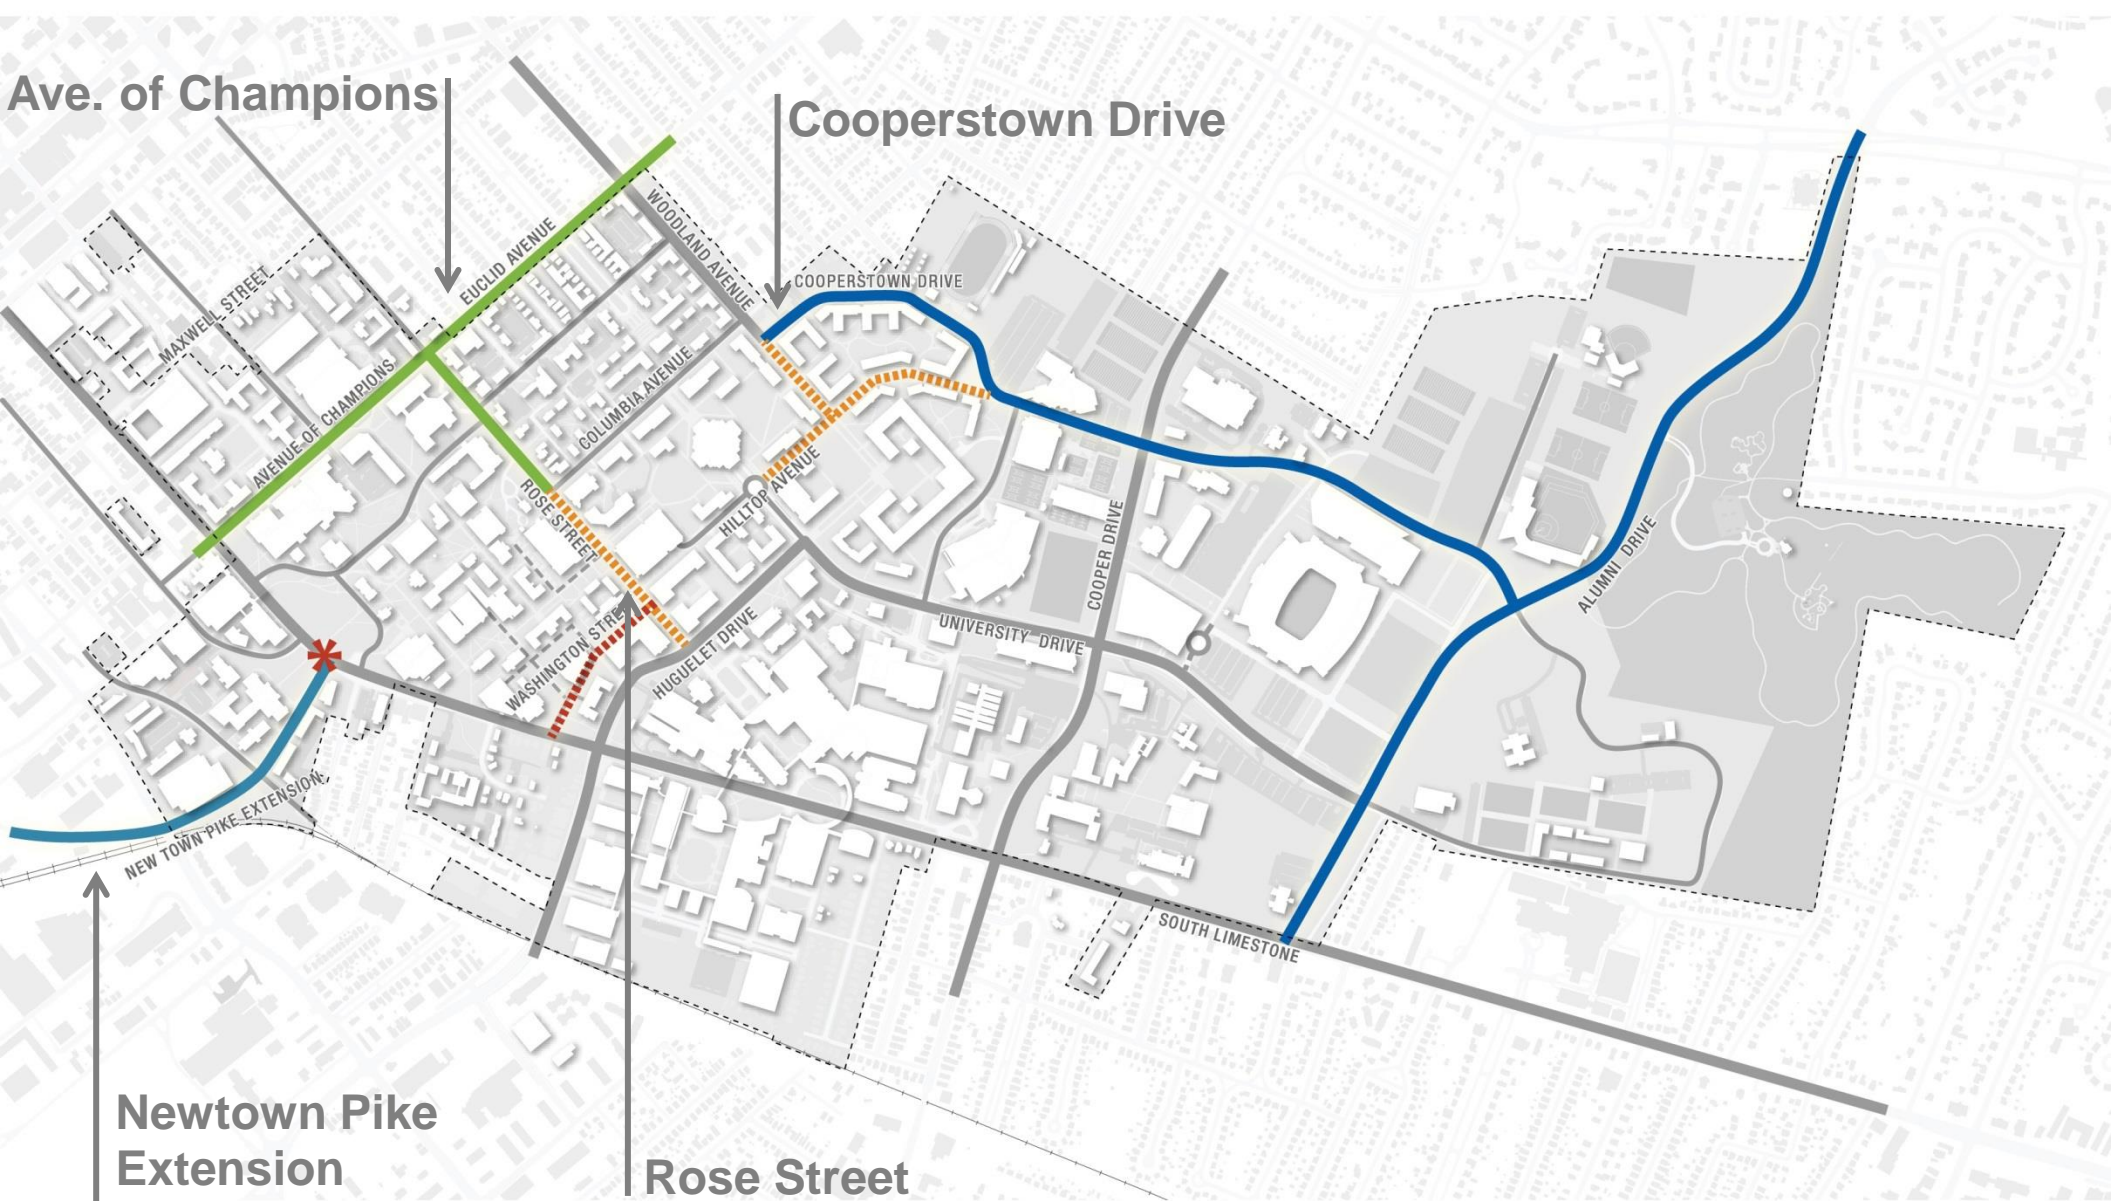 Ave. of Champions
Cooperstown Drive
WOODLAND AVENUE
EUCLID AVENUE
COOPERSTOWN DRIVE
MAXWELL STREET
AVENUE OF CHAMPIONS
COLUMBIA AVENUE
ROSE STREET
HILLTOP AVENUE
COOPER DRIVE
ALUMNI DRIVE
WASHINGTON STRE
HUGUELET DRIVE
UNIVERSITY DRIVE
NEW TOWN PIKE EXTENSION
SOUTH LIMESTONE
Newtown Pike
Extension
Rose Street